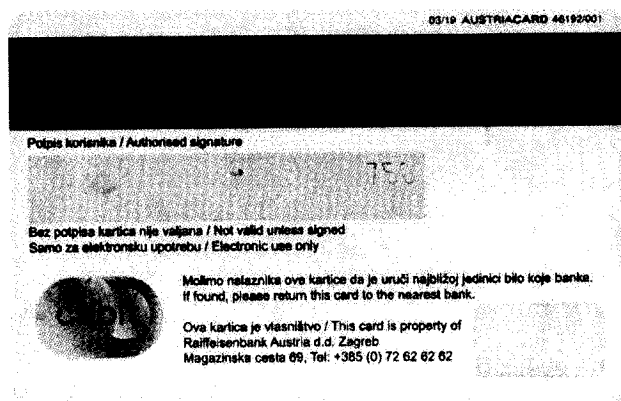 03/19 AUSTRIACARD 46192/001
Potpis korisnika / Authorised signature
Bez potpisa kartica nije valjana / Not valid unless signed
Samo za elektronsku upotrebu / Electronic use only
Molimo nalaznika ove kartice da je uruči najbližoj jedinici bilo koje banke.
If found, please return this card to the nearest bank.
Ova kartica je vlasništvo / This card is property of
Raiffeisenbank Austria d.d. Zagreb
Magazinska cesta 69, Tel: +385 (0) 72 62 62 62